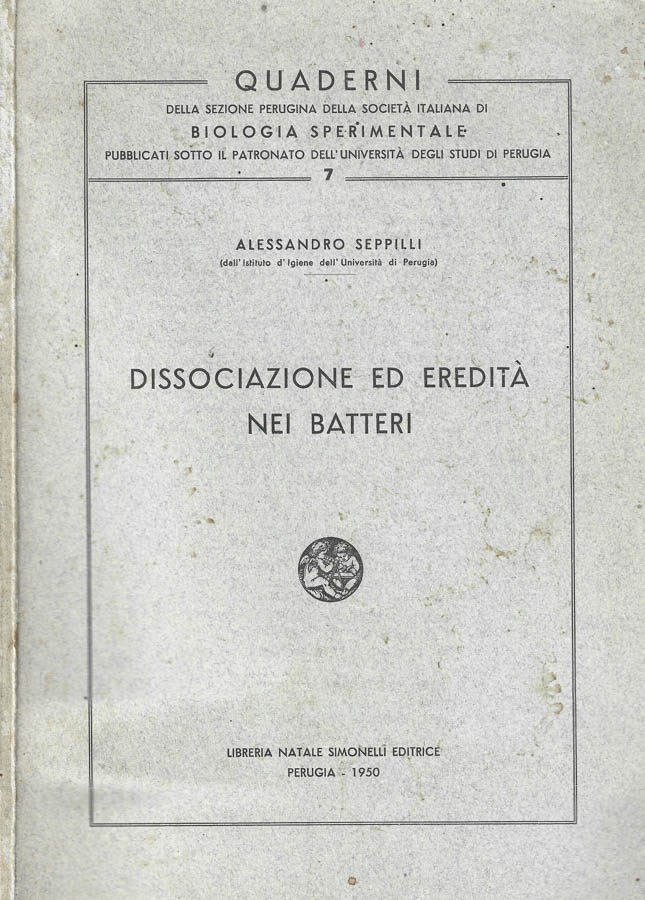 QUADERNI
DELLA SEZIONE PERUGINA DELLA SOCIETÀ ITALIANA DI
BIOLOGIA SPERIMENTALE
PUBBLICATI SOTTO IL PATRONATO DELL'UNIVERSITÀ DEGLI STUDI DI PERUGIA
7
ALESSANDRO SEPPILLI
(dall'Istituto d'Igiene dell'Università di Perugia)
DISSOCIAZIONE ED EREDITÀ
NEI BATTERI
LIBRERIA NATALE SIMONELLI EDITRICE
PERUGIA - 1950